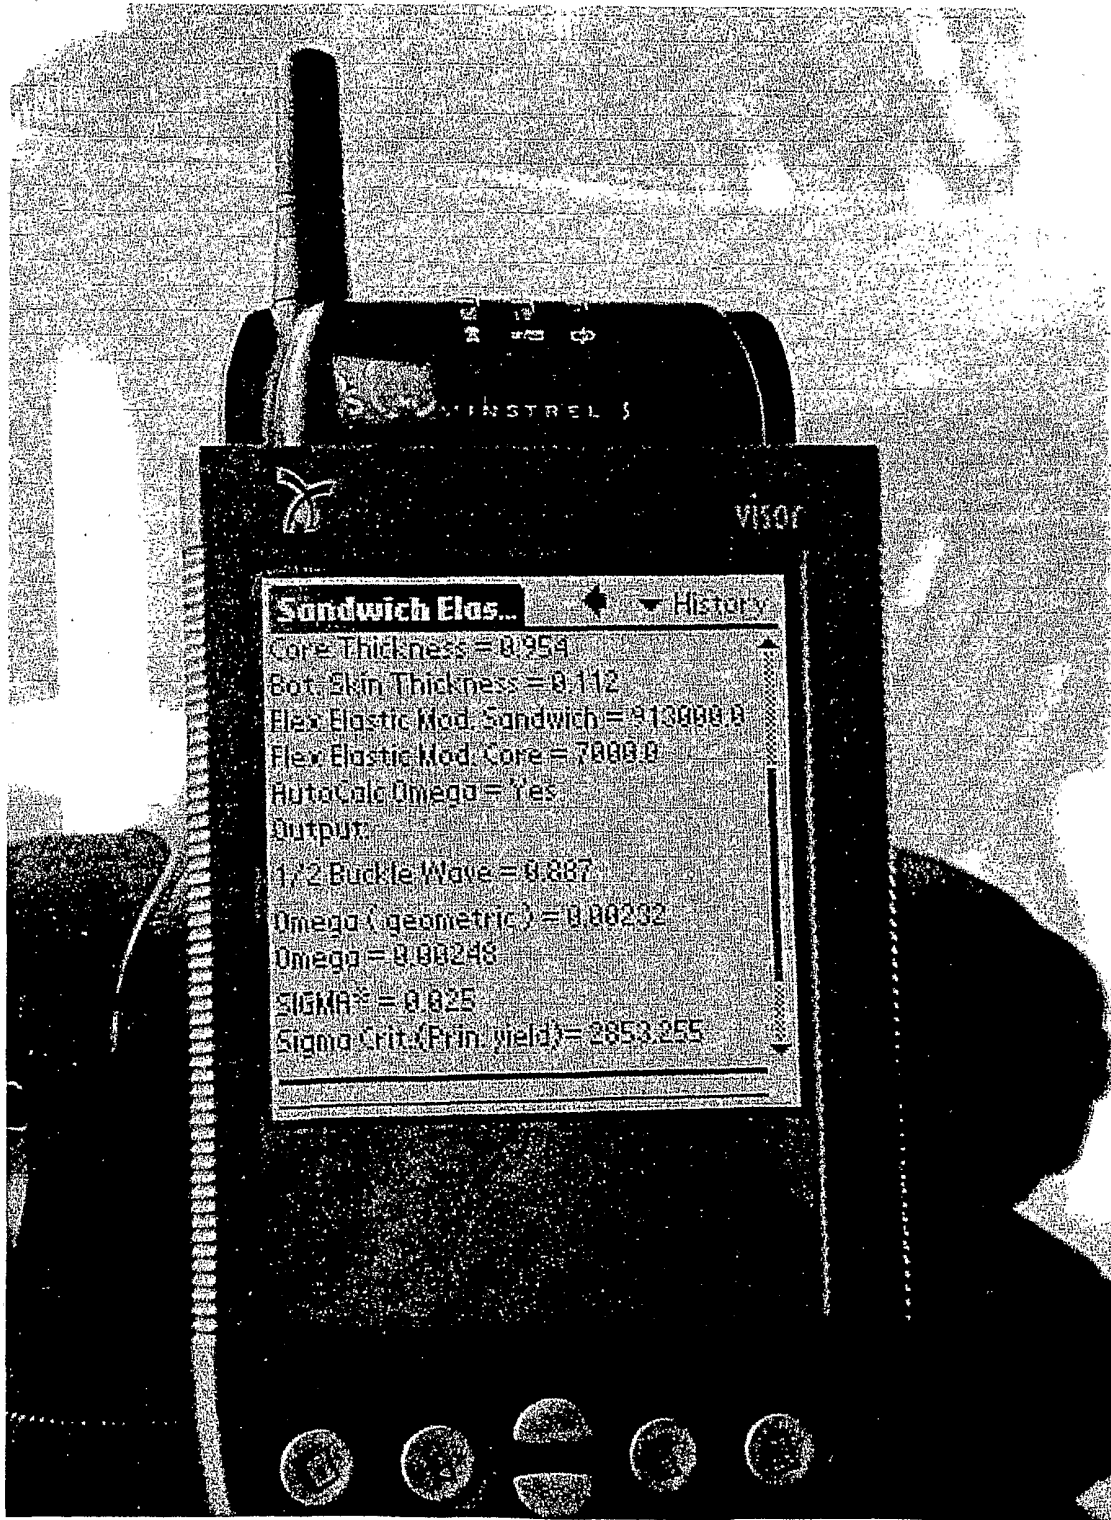 MINSTREL S
visor
Sandwich Elas... History
Core Thickness = 0.954
Bot. Skin Thickness = 0.112
Flex Elastic Mod. Sandwich = 913000.0
Flex Elastic Mod. Core = 7000.0
AutoCalc Omega = Yes
Output:
1/2 Buckle Wave = 0.887
Omega (geometric) = 0.00232
Omega = 0.00248
SIGMA* = 0.025
Sigma Crit.(Prin. yield)= 2853.255